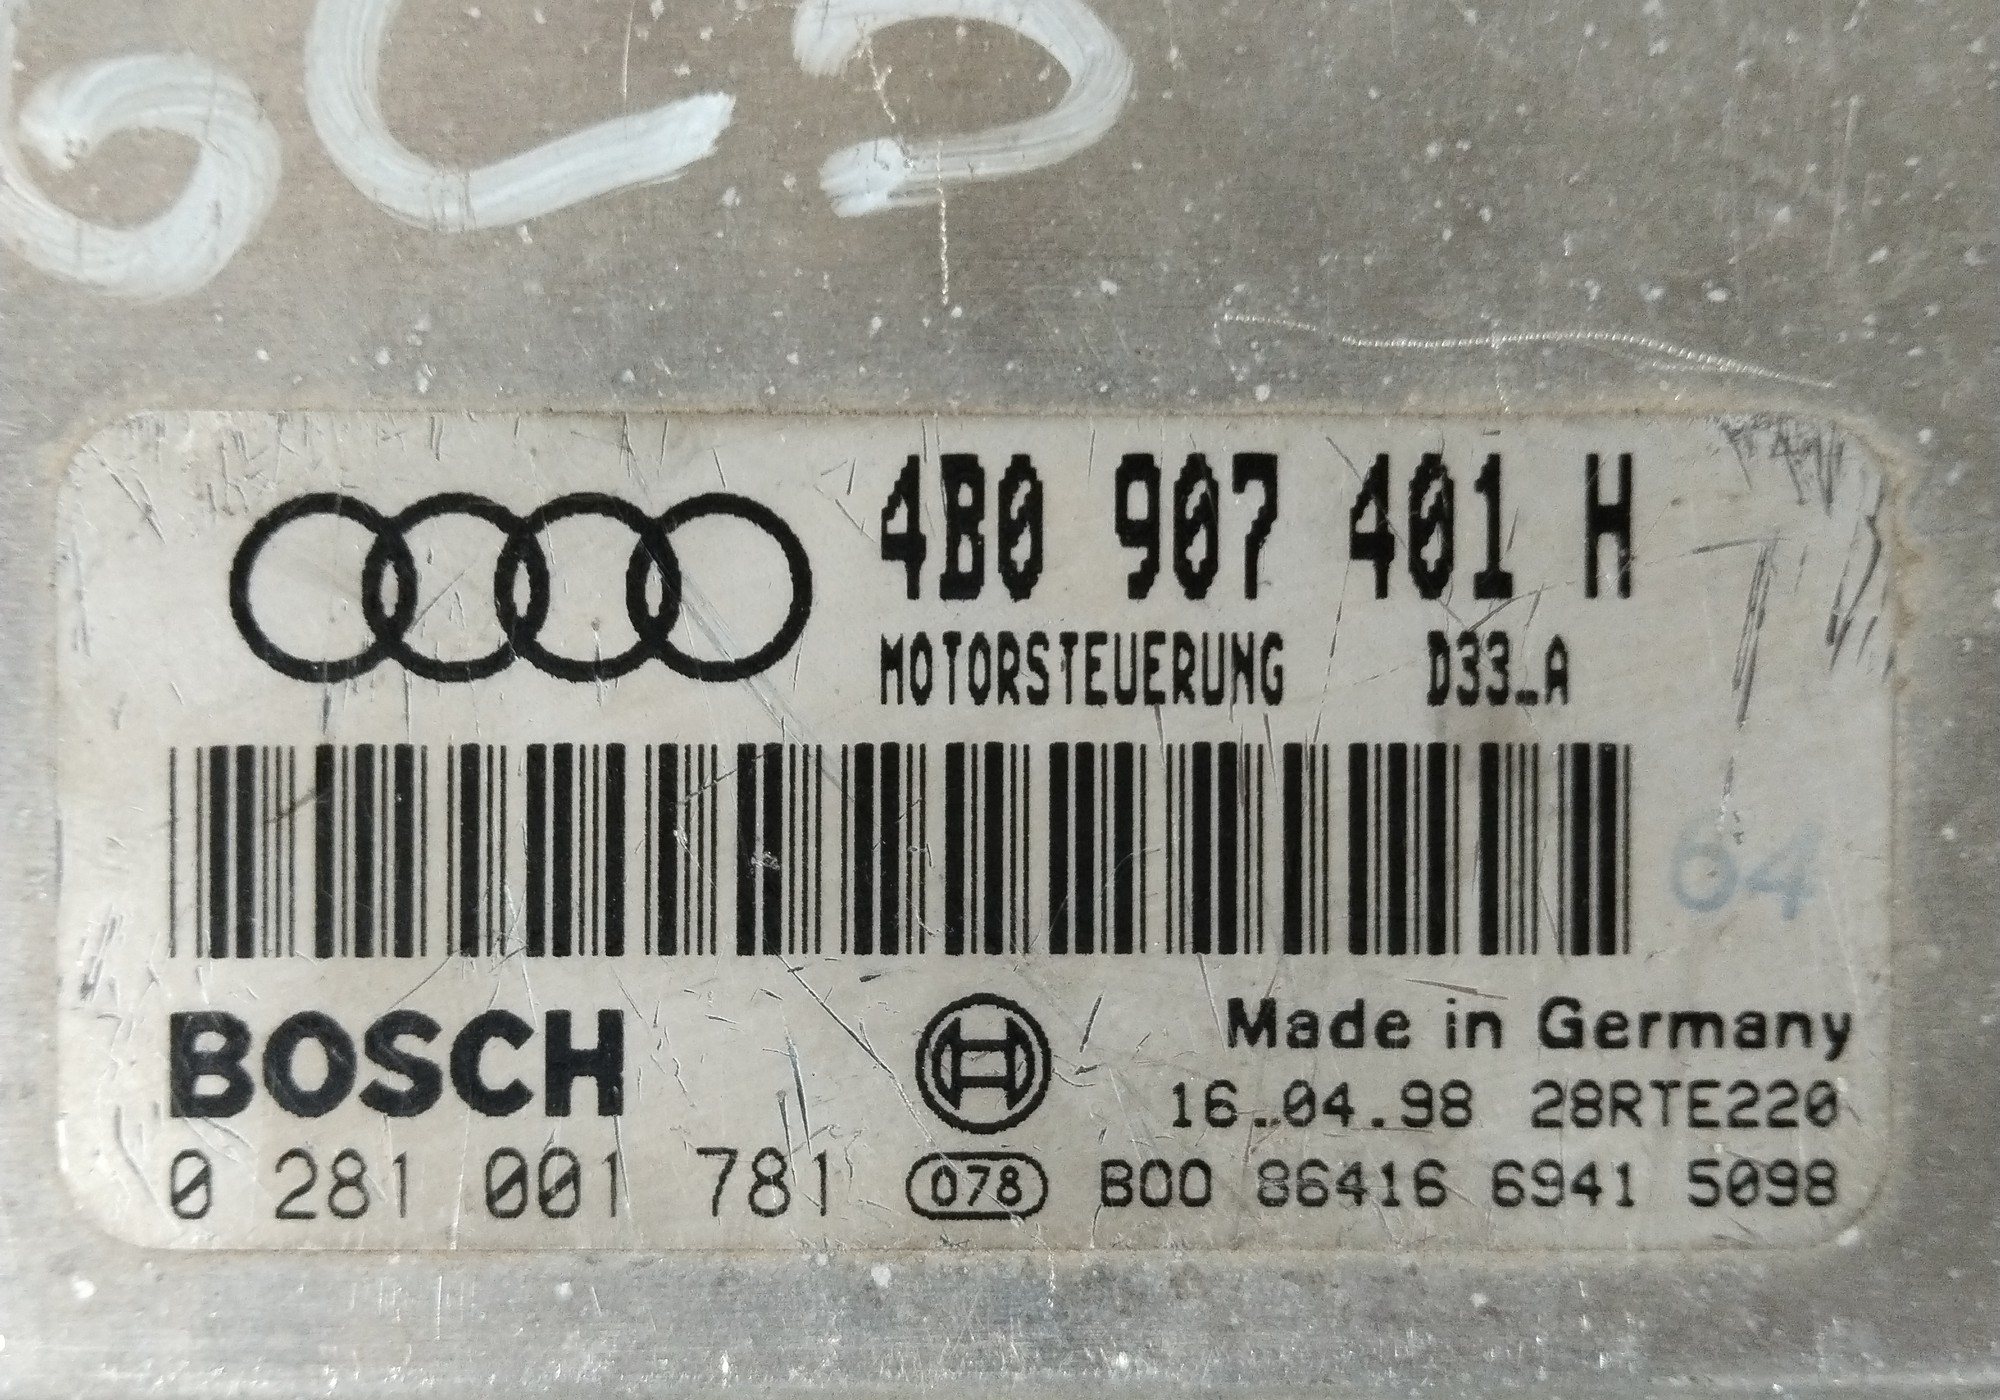 4B0 907 401 H
MOTORSTEUERUNG D33_A
64
BOSCH
Made in Germany
16.04.98 28RTE220
0 281 001 781 078 B00 86416 6941 5098